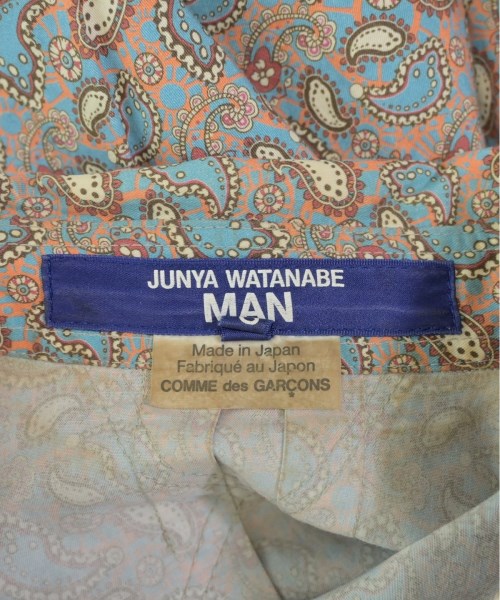 JUNYA WATANABE
MAN
Made in Japan
Fabriqué au Japon
COMME des GARÇONS